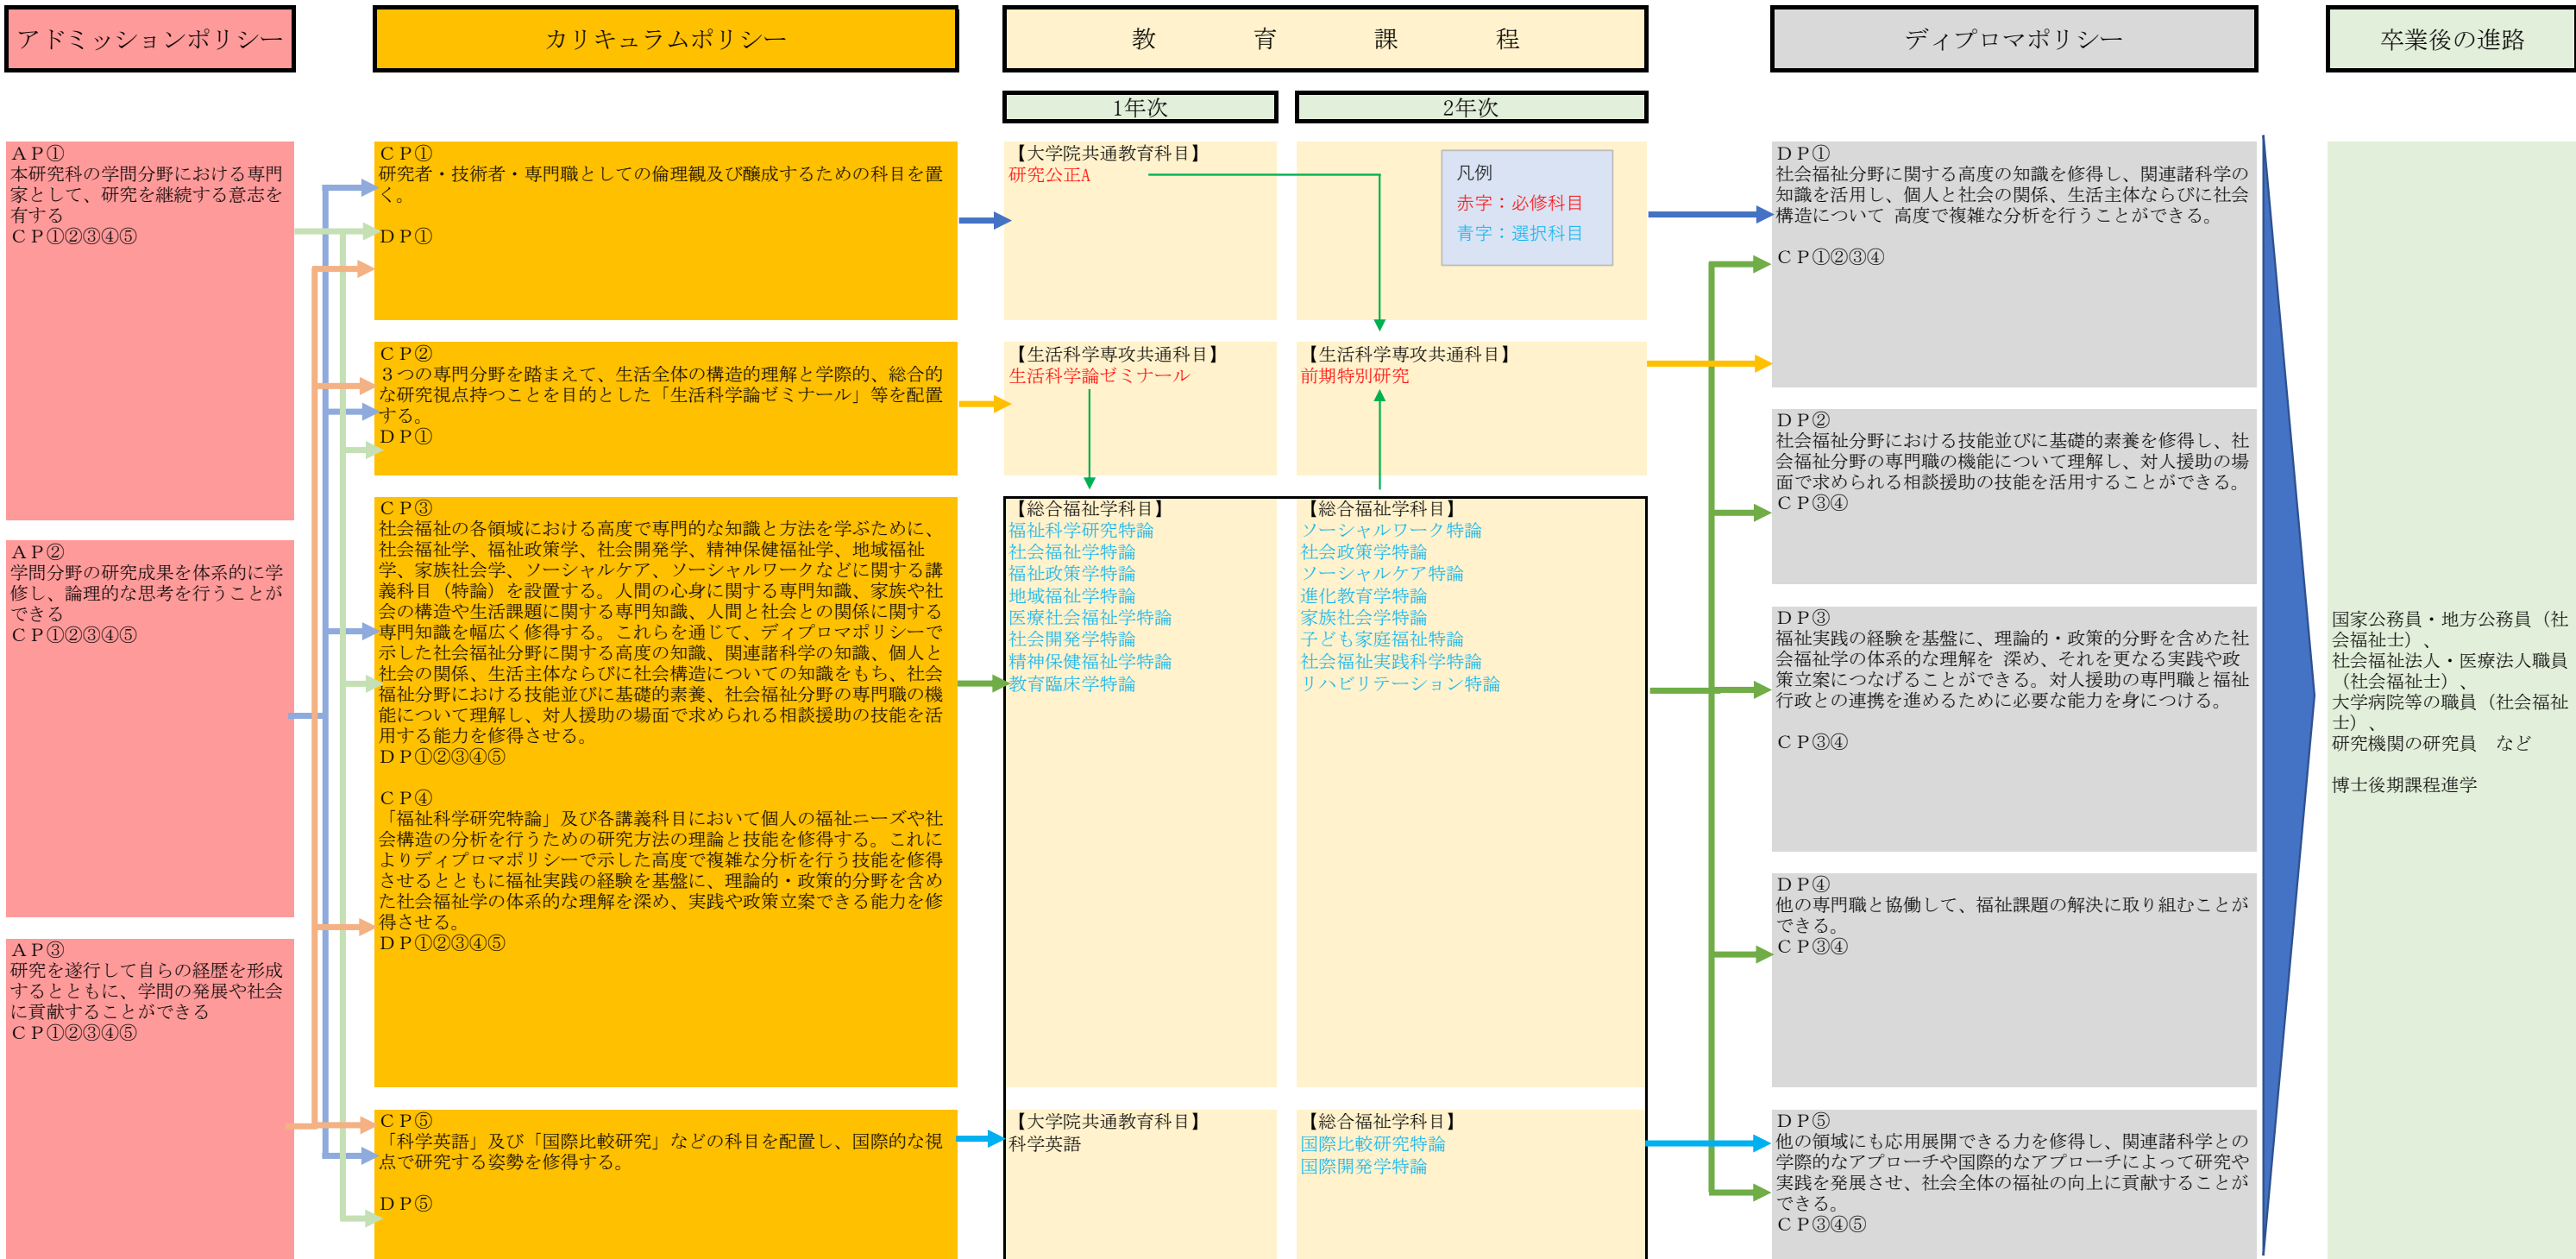 アドミッションポリシー
カリキュラムポリシー
教育課程
ディプロマポリシー
卒業後の進路
1年次
2年次
ＡＰ①
本研究科の学問分野における専門
家として、研究を継続する意志を
有する
ＣＰ①②③④⑤
ＡＰ②
学問分野の研究成果を体系的に学
修し、論理的な思考を行うことが
できる
ＣＰ①②③④⑤
ＡＰ③
研究を遂行して自らの経歴を形成
するとともに、学問の発展や社会
に貢献することができる
ＣＰ①②③④⑤
ＣＰ①
研究者・技術者・専門職としての倫理観及び醸成するための科目を置
く。
ＤＰ①
ＣＰ②
３つの専門分野を踏まえて、生活全体の構造的理解と学際的、総合的
な研究視点持つことを目的とした「生活科学論ゼミナール」等を配置
する。
ＤＰ①
ＣＰ③
社会福祉の各領域における高度で専門的な知識と方法を学ぶために、
社会福祉学、福祉政策学、社会開発学、精神保健福祉学、地域福祉
学、家族社会学、ソーシャルケア、ソーシャルワークなどに関する講
義科目（特論）を設置する。人間の心身に関する専門知識、家族や社
会の構造や生活課題に関する専門知識、人間と社会との関係に関する
専門知識を幅広く修得する。これらを通じて、ディプロマポリシーで
示した社会福祉分野に関する高度の知識、関連諸科学の知識、個人と
社会の関係、生活主体ならびに社会構造についての知識をもち、社会
福祉分野における技能並びに基礎的素養、社会福祉分野の専門職の機
能について理解し、対人援助の場面で求められる相談援助の技能を活
用する能力を修得させる。
ＤＰ①②③④⑤
ＣＰ④
「福祉科学研究特論」及び各講義科目において個人の福祉ニーズや社
会構造の分析を行うための研究方法の理論と技能を修得する。これに
よりディプロマポリシーで示した高度で複雑な分析を行う技能を修得
させるとともに福祉実践の経験を基盤に、理論的・政策的分野を含め
た社会福祉学の体系的な理解を深め、実践や政策立案できる能力を修
得させる。
ＤＰ①②③④⑤
ＣＰ⑤
「科学英語」及び「国際比較研究」などの科目を配置し、国際的な視
点で研究する姿勢を修得する。
ＤＰ⑤
【大学院共通教育科目】
研究公正A
凡例
赤字：必修科目
青字：選択科目
【生活科学専攻共通科目】
生活科学論ゼミナール
【生活科学専攻共通科目】
前期特別研究
【総合福祉学科目】
福祉科学研究特論
社会福祉学特論
福祉政策学特論
地域福祉学特論
医療社会福祉学特論
社会開発学特論
精神保健福祉学特論
教育臨床学特論
【総合福祉学科目】
ソーシャルワーク特論
社会政策学特論
ソーシャルケア特論
進化教育学特論
家族社会学特論
子ども家庭福祉特論
社会福祉実践科学特論
リハビリテーション特論
【大学院共通教育科目】
科学英語
【総合福祉学科目】
国際比較研究特論
国際開発学特論
ＤＰ①
社会福祉分野に関する高度の知識を修得し、関連諸科学の
知識を活用し、個人と社会の関係、生活主体ならびに社会
構造について 高度で複雑な分析を行うことができる。
ＣＰ①②③④
ＤＰ②
社会福祉分野における技能並びに基礎的素養を修得し、社
会福祉分野の専門職の機能について理解し、対人援助の場
面で求められる相談援助の技能を活用することができる。
ＣＰ③④
ＤＰ③
福祉実践の経験を基盤に、理論的・政策的分野を含めた社
会福祉学の体系的な理解を 深め、それを更なる実践や政
策立案につなげることができる。対人援助の専門職と福祉
行政との連携を進めるために必要な能力を身につける。
ＣＰ③④
ＤＰ④
他の専門職と協働して、福祉課題の解決に取り組むことが
できる。
ＣＰ③④
ＤＰ⑤
他の領域にも応用展開できる力を修得し、関連諸科学との
学際的なアプローチや国際的なアプローチによって研究や
実践を発展させ、社会全体の福祉の向上に貢献することが
できる。
ＣＰ③④⑤
国家公務員・地方公務員（社
会福祉士）、
社会福祉法人・医療法人職員
（社会福祉士）、
大学病院等の職員（社会福祉
士）、
研究機関の研究員　など
博士後期課程進学